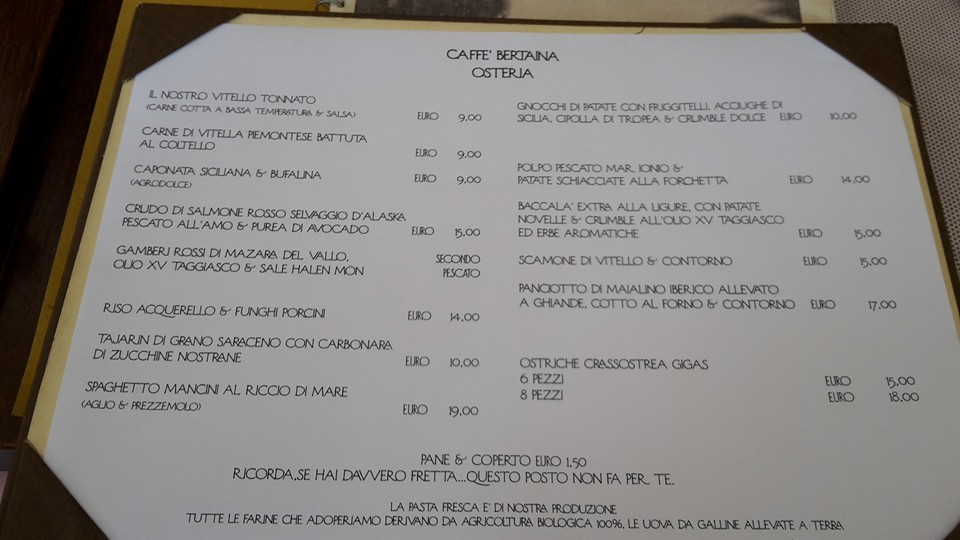 CAFFE' BERTAINA
OSTERIA
IL NOSTRO VITELLO TONNATO
(CARNE COTTA A BASSA TEMPERATURA & SALSA) EURO 9,00
CARNE DI VITELLA PIEMONTESE BATTUTA
AL COLTELLO
EURO 9,00
CAPONATA SICILIANA & BUFALINA EURO 9,00
(AGRODOLCE)
CRUDO DI SALMONE ROSSO SELVAGGIO D'ALASKA
PESCATO ALL'AMO & PUREA DI AVOCADO EURO 15,00
GAMBERI ROSSI DI MAZARA DEL VALLO, SECONDO
OLIO XV TAGGIASCO & SALE HALEN MÒN PESCATO
RISO ACQUERELLO & FUNGHI PORCINI EURO 14,00
TAJARIN DI GRANO SARACENO CON CARBONARA
DI ZUCCHINE NOSTRANE EURO 10,00
SPAGHETTO MANCINI AL RICCIO DI MARE
(AGLIO & PREZZEMOLO) EURO 19,00
GNOCCHI DI PATATE CON FRIGGITELLI, ACCIUGHE DI
SICILIA, CIPOLLA DI TROPEA & CRUMBLE DOLCE EURO 10,00
POLPO PESCATO MAR IONIO &
PATATE SCHIACCIATE ALLA FORCHETTA EURO 14,00
BACCALA' EXTRA ALLA LIGURE, CON PATATE
NOVELLE & CRUMBLE ALL'OLIO XV TAGGIASCO
ED ERBE AROMATICHE EURO 15,00
SCAMONE DI VITELLO & CONTORNO EURO 15,00
PANCIOTTO DI MAIALINO IBERICO ALLEVATO
A GHIANDE, COTTO AL FORNO & CONTORNO EURO 17,00
OSTRICHE CRASSOSTREA GIGAS
6 PEZZI EURO 15,00
8 PEZZI EURO 18,00
PANE & COPERTO EURO 1,50
RICORDA,SE HAI DAVVERO FRETTA...QUESTO POSTO NON FA PER TE.
LA PASTA FRESCA E' DI NOSTRA PRODUZIONE
TUTTE LE FARINE CHE ADOPERIAMO DERIVANO DA AGRICOLTURA BIOLOGICA 100%, LE UOVA DA GALLINE ALLEVATE A TERRA